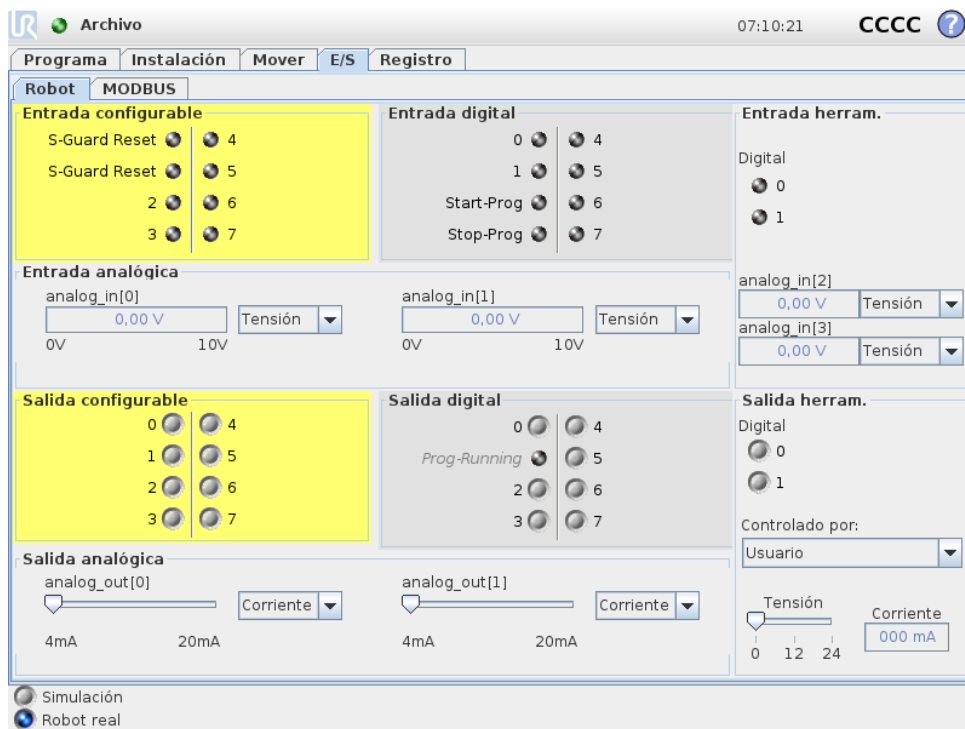 UR Archivo 07:10:21 CCCC ?
Programa Instalación Mover E/S Registro
Robot MODBUS
Entrada configurable
S-Guard Reset 4
S-Guard Reset 5
2 6
3 7
Entrada digital
0 4
1 5
Start-Prog 6
Stop-Prog 7
Entrada herram.
Digital
0
1
analog_in[2]
0,00 V Tensión
analog_in[3]
0,00 V Tensión
Entrada analógica
analog_in[0]
0,00 V Tensión
0V 10V
analog_in[1]
0,00 V Tensión
0V 10V
Salida configurable
0 4
1 5
2 6
3 7
Salida digital
0 4
Prog-Running 5
2 6
3 7
Salida herram.
Digital
0
1
Controlado por:
Usuario
Tensión
0 12 24
Corriente
000 mA
Salida analógica
analog_out[0]
Corriente
4mA 20mA
analog_out[1]
Corriente
4mA 20mA
Simulación
Robot real